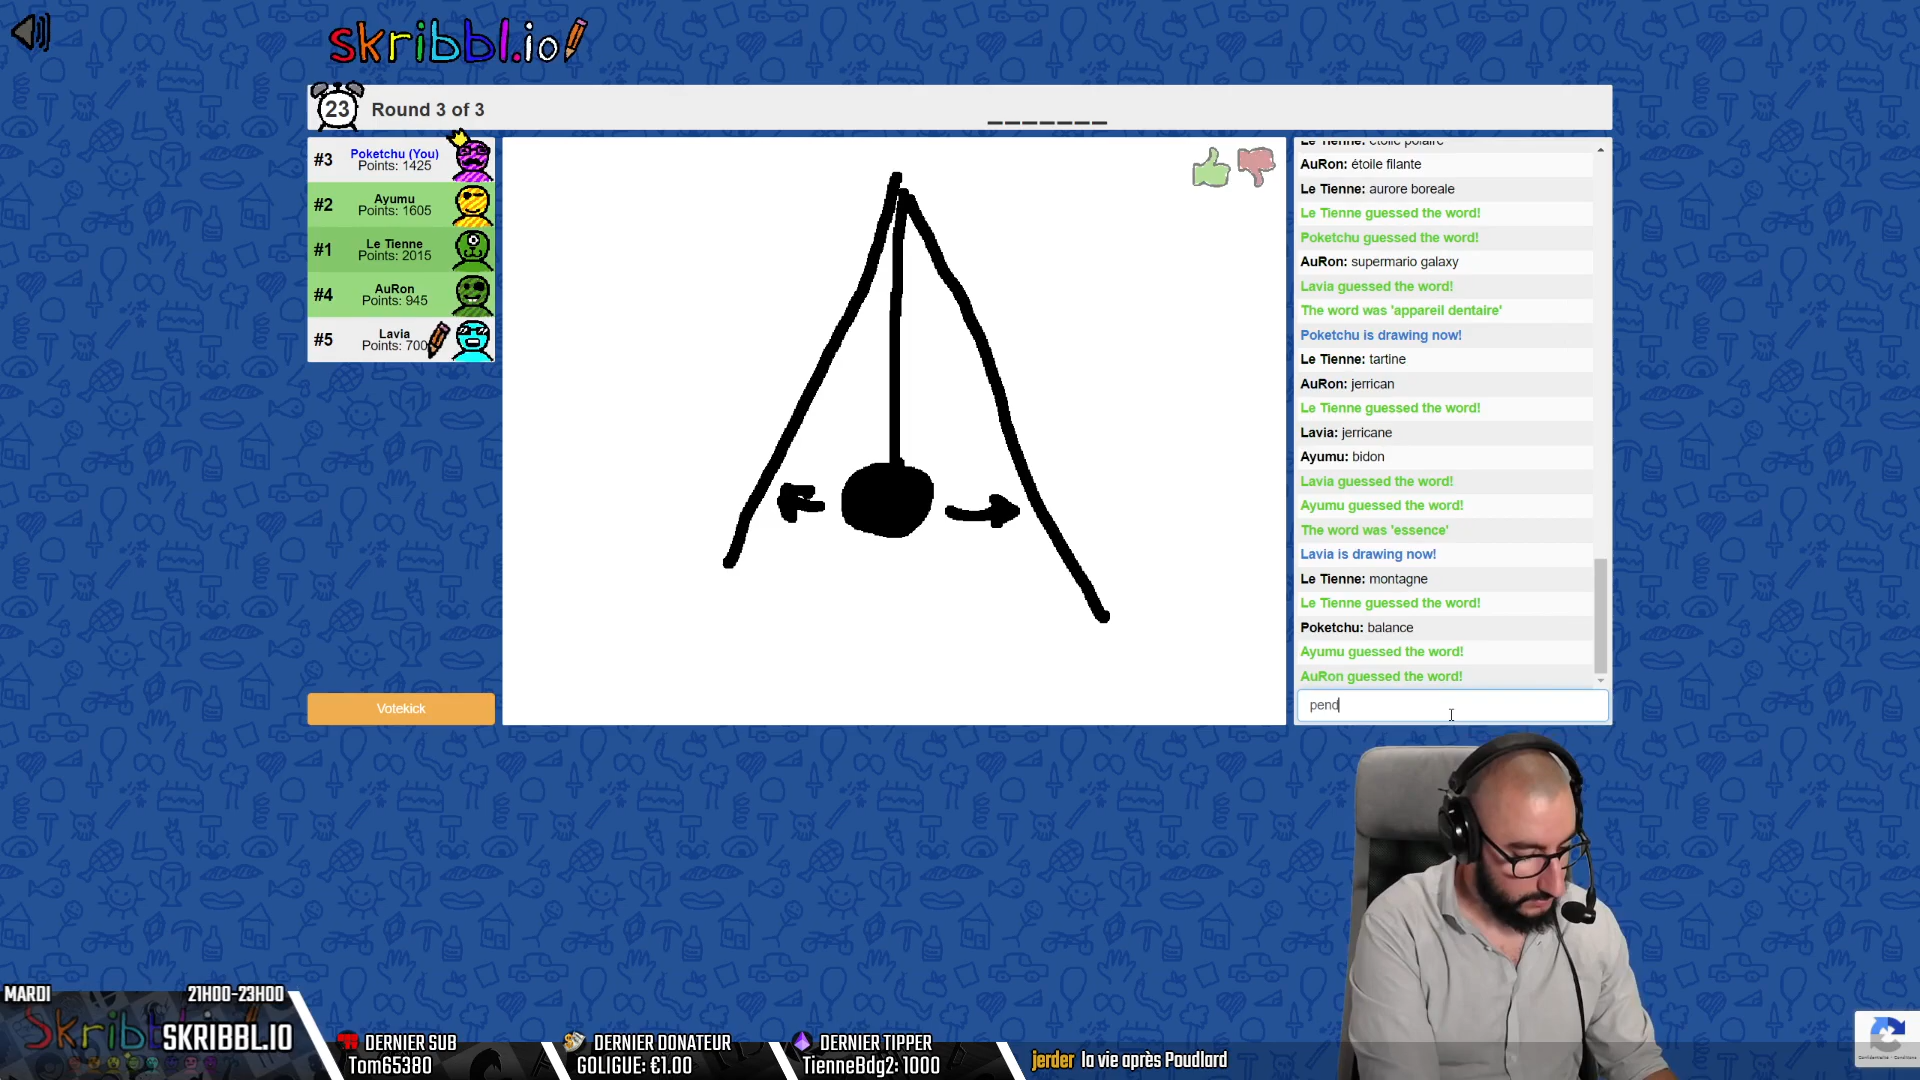 skribbl.io
23
Round 3 of 3
_______
#3 Poketchu (You)
Points: 1425
#2 Ayumu
Points: 1605
#1 Le Tienne
Points: 2015
#4 AuRon
Points: 945
#5 Lavia
Points: 700
Votekick
Le Tienne: étoile polaire
AuRon: étoile filante
Le Tienne: aurore boreale
Le Tienne guessed the word!
Poketchu guessed the word!
AuRon: supermario galaxy
Lavia guessed the word!
The word was 'appareil dentaire'
Poketchu is drawing now!
Le Tienne: tartine
AuRon: jerrican
Le Tienne guessed the word!
Lavia: jerricane
Ayumu: bidon
Lavia guessed the word!
Ayumu guessed the word!
The word was 'essence'
Lavia is drawing now!
Le Tienne: montagne
Le Tienne guessed the word!
Poketchu: balance
Ayumu guessed the word!
AuRon guessed the word!
pend
MARDI 21H00-23H00
SKRIBBL.IO
DERNIER SUB
Tom65380
DERNIER DONATEUR
GOLIGUE: €1.00
DERNIER TIPPER
TienneBdg2: 1000
jerder la vie après Poudlard